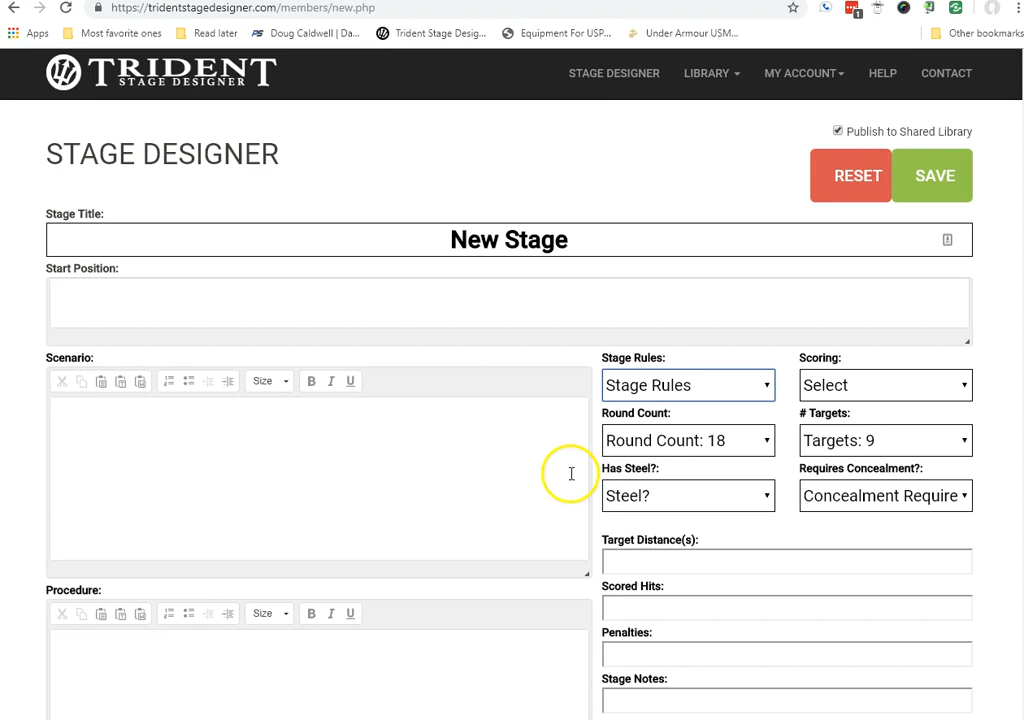 https://tridentstagedesigner.com/members/new.php
1
Apps Most favorite ones Read later Doug Caldwell | Da... Trident Stage Desig... Equipment For USP... Under Armour USM... Other bookmarks
TRIDENT
STAGE DESIGNER
STAGE DESIGNER LIBRARY MY ACCOUNT HELP CONTACT
Publish to Shared Library
STAGE DESIGNER
RESET SAVE
Stage Title:
New Stage
Start Position:
Scenario: Stage Rules: Scoring:
Size B I U Stage Rules Select
Round Count: # Targets:
Round Count: 18 Targets: 9
Has Steel?: Requires Concealment?:
Steel? Concealment Require
Target Distance(s):
Scored Hits:
Procedure:
Size B I U
Penalties:
Stage Notes: